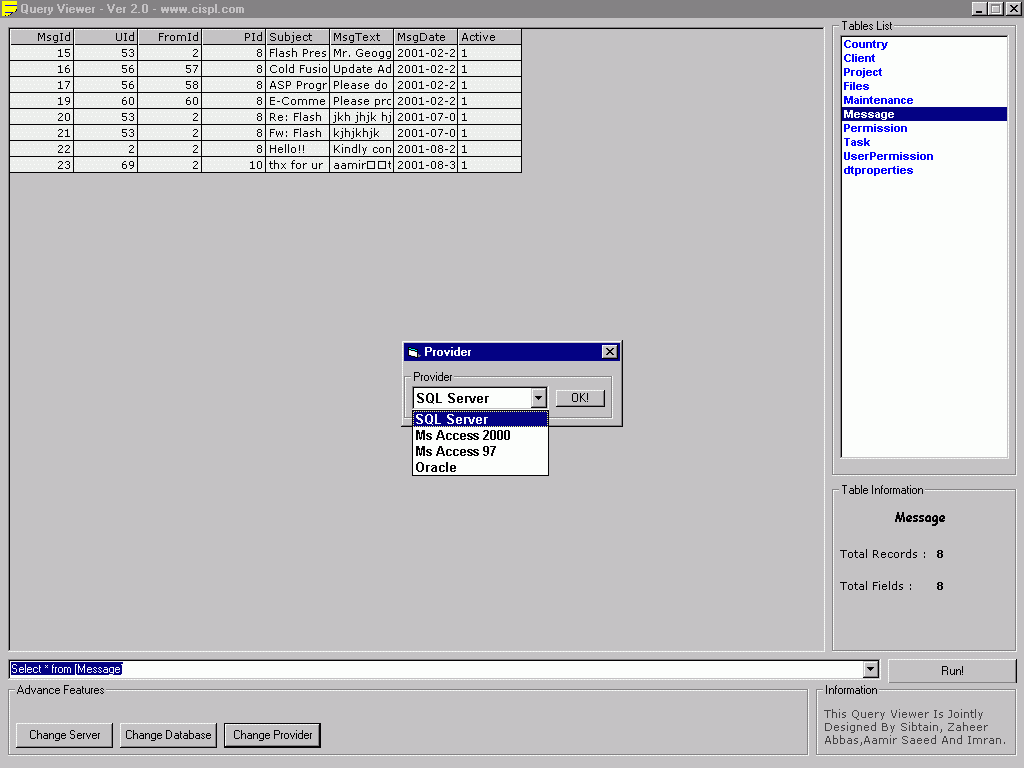 Query Viewer - Ver 2.0 - www.cispl.com
MsgId UId FromId PId Subject MsgText MsgDate Active
15 53 2 8 Flash Pres Mr. Geogg 2001-02-2 1
16 56 57 8 Cold Fusio Update Ad 2001-02-2 1
17 56 58 8 ASP Progr Please do 2001-02-2 1
19 60 60 8 E-Comme Please prc 2001-02-2 1
20 53 2 8 Re: Flash jkh jhjk hj 2001-07-0 1
21 53 2 8 Fw: Flash kjhjkhjk 2001-07-0 1
22 2 2 8 Hello!! Kindly con 2001-08-2 1
23 69 2 10 thx for ur aamir□□t 2001-08-3 1
Tables List
Country
Client
Project
Files
Maintenance
Message
Permission
Task
UserPermission
dtproperties
Provider
Provider
SQL Server OK!
SQL Server
Ms Access 2000
Ms Access 97
Oracle
Table Information
Message
Total Records : 8
Total Fields : 8
Select * from [Message]
Run!
Advance Features
Change Server Change Database Change Provider
Information
This Query Viewer Is Jointly
Designed By Sibtain, Zaheer
Abbas,Aamir Saeed And Imran.